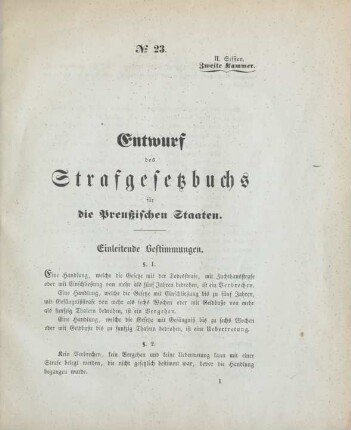 № 23.
II. Session.
Zweite Kammer.
Entwurf
des
Strafgesetzbuchs
für
die Preußischen Staaten.
Einleitende Bestimmungen.
§. 1.
Eine Handlung, welche die Gesetze mit der Todesstrafe, mit Zuchthausstrafe
oder mit Einschließung von mehr als fünf Jahren bedrohen, ist ein Verbrechen.
Eine Handlung, welche die Gesetze mit Einschließung bis zu fünf Jahren,
mit Gefängnißstrafe von mehr als sechs Wochen oder mit Geldbuße von mehr
als funfzig Thalern bedrohen, ist ein Vergehen.
Eine Handlung, welche die Gesetze mit Gefängniß bis zu sechs Wochen
oder mit Geldbuße bis zu funfzig Thalern bedrohen, ist eine Uebertretung.
§. 2.
Kein Verbrechen, kein Vergehen und keine Uebertretung kann mit einer
Strafe belegt werden, die nicht gesetzlich bestimmt war, bevor die Handlung
begangen wurde.
1